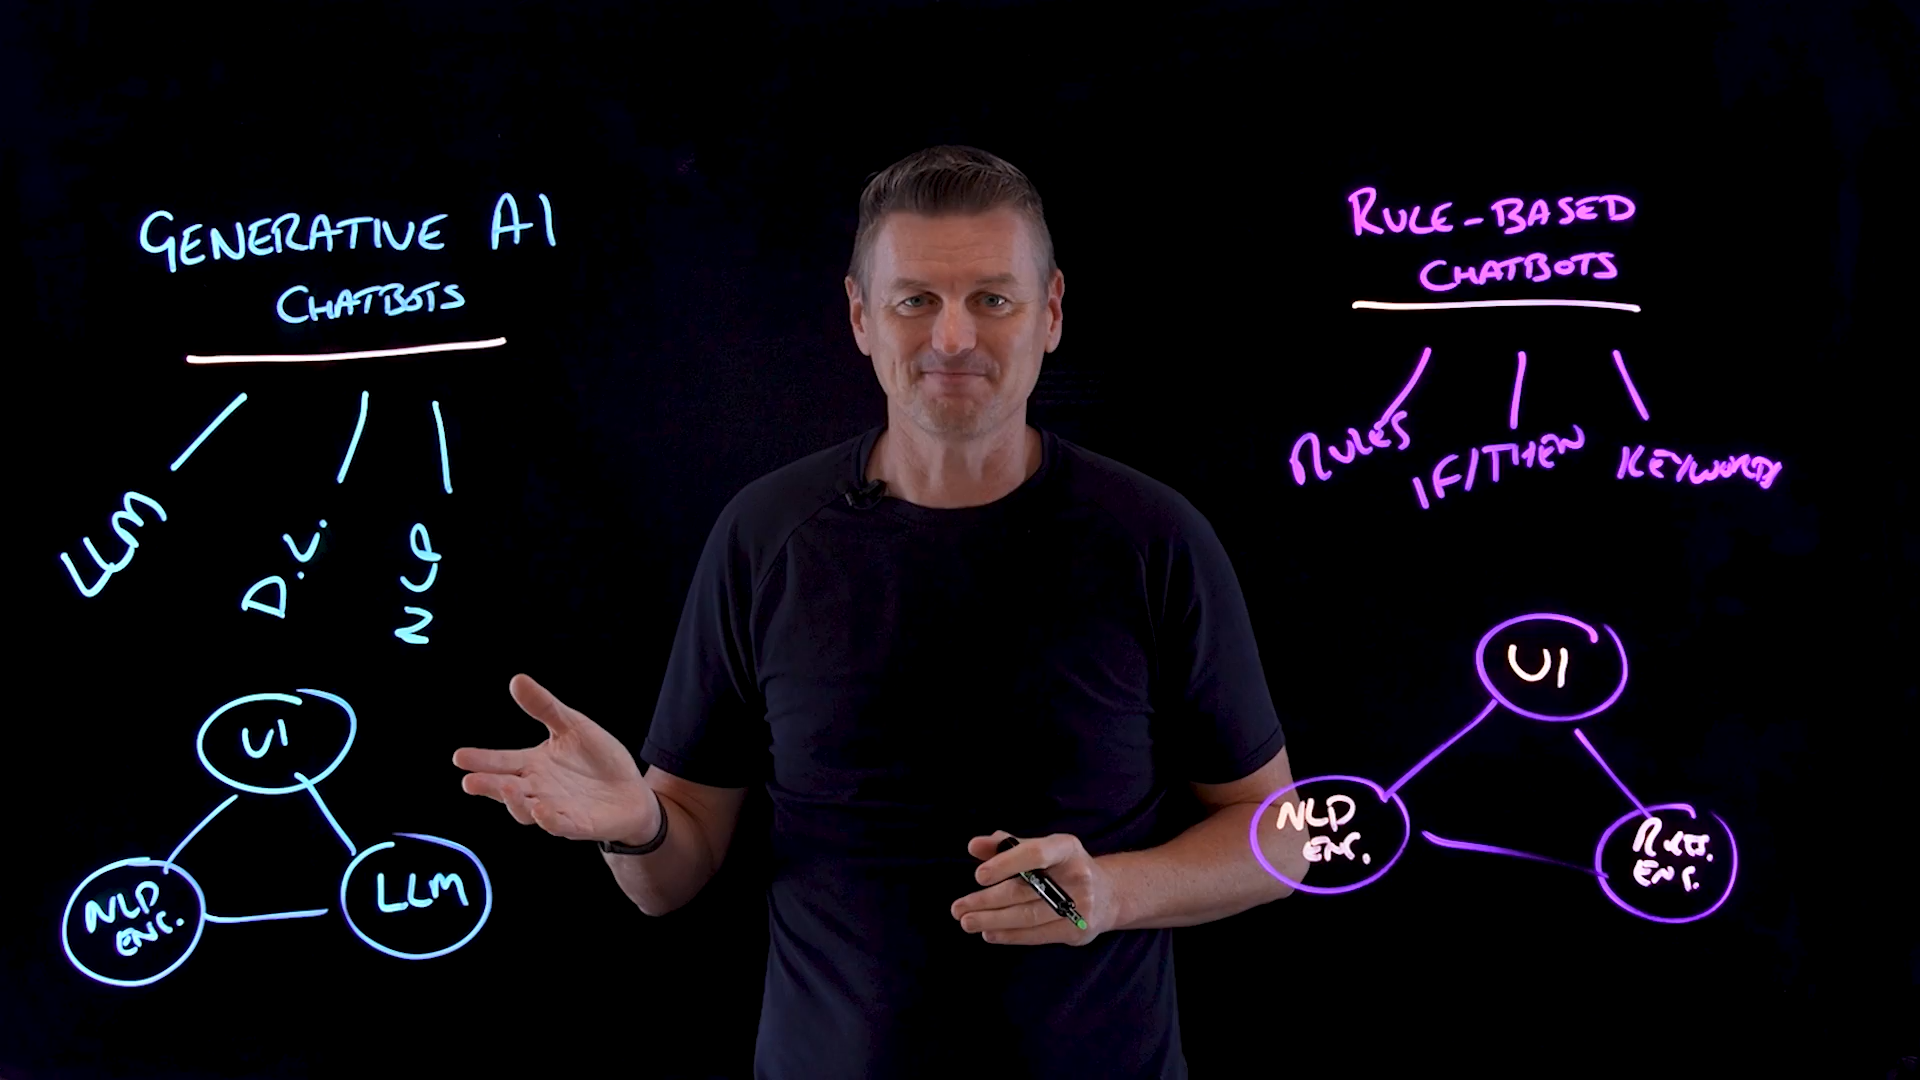 GENERATIVE AI
CHATBOTS
LLM
D.L.
NLP
UI
NLP
ENG.
LLM
RULE-BASED
CHATBOTS
RULES
IF/THEN
KEYWORDS
UI
NLP
ENG.
ENG.